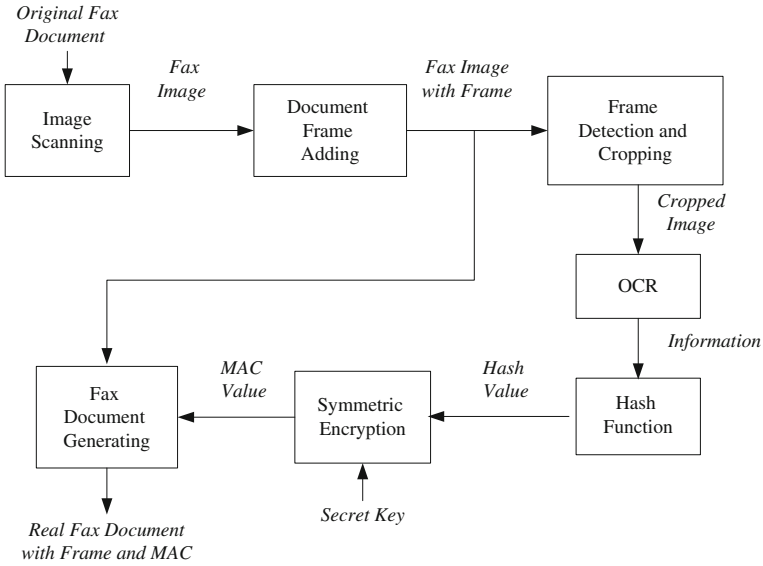 Original Fax
Document
Image
Scanning
Fax
Image
Document
Frame
Adding
Fax Image
with Frame
Frame
Detection and
Cropping
Cropped
Image
OCR
Information
Hash
Function
Hash
Value
Symmetric
Encryption
Secret Key
MAC
Value
Fax
Document
Generating
Real Fax Document
with Frame and MAC